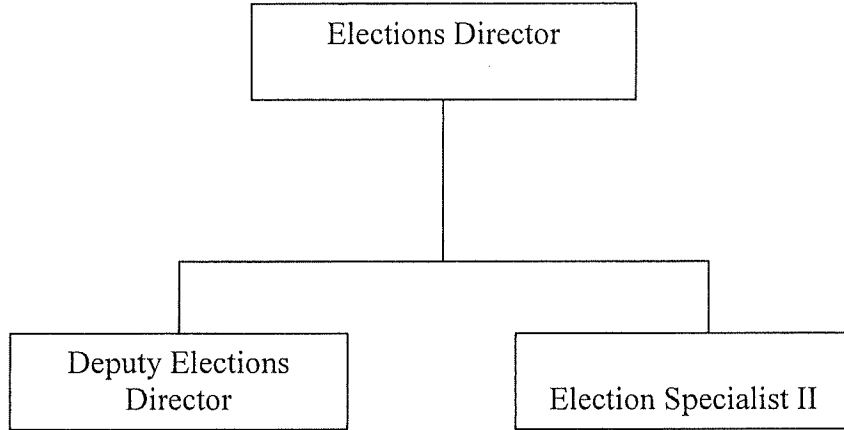 Elections Director
Deputy Elections
Director
Election Specialist II